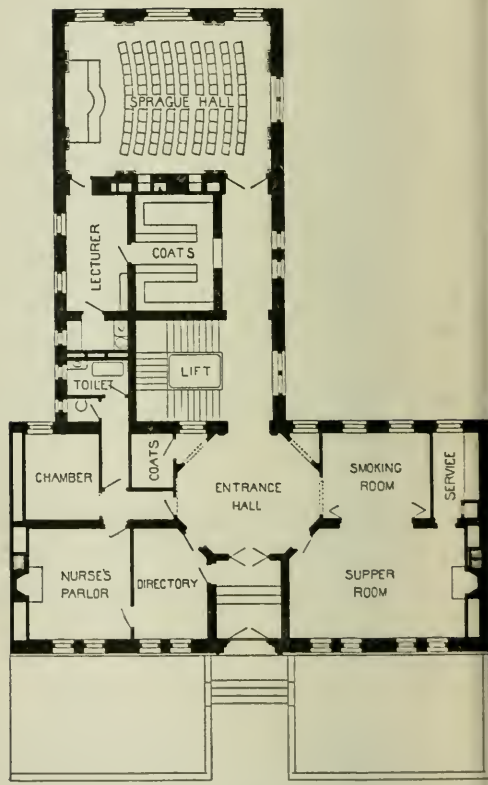 SPRAGUE HALL
LECTURER
COATS
LIFT
TOILET
CHAMBER
COATS
ENTRANCE
HALL
SMOKING
ROOM
SERVICE
NURSE'S
PARLOR
DIRECTORY
SUPPER
ROOM